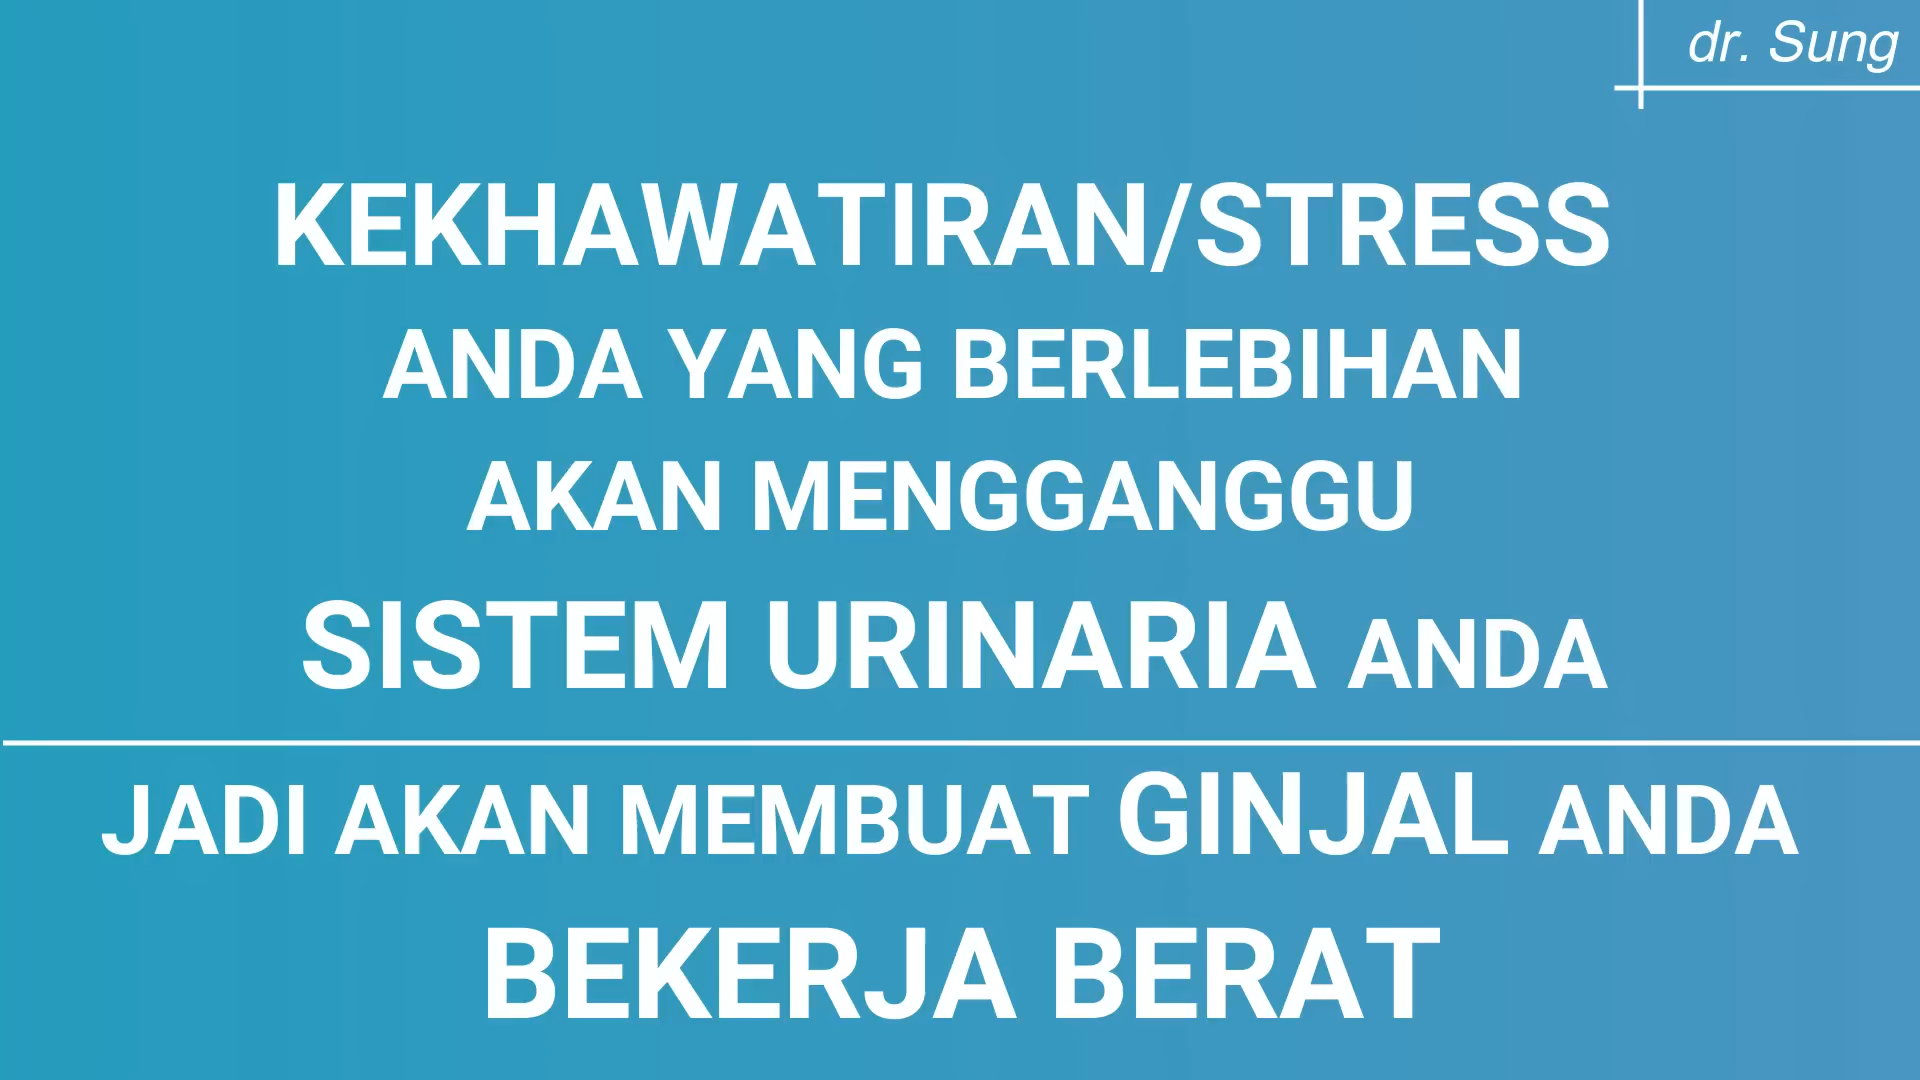 dr. Sung
KEKHAWATIRAN/STRESS
ANDA YANG BERLEBIHAN
AKAN MENGGANGGU
SISTEM URINARIA ANDA
JADI AKAN MEMBUAT GINJAL ANDA
BEKERJA BERAT